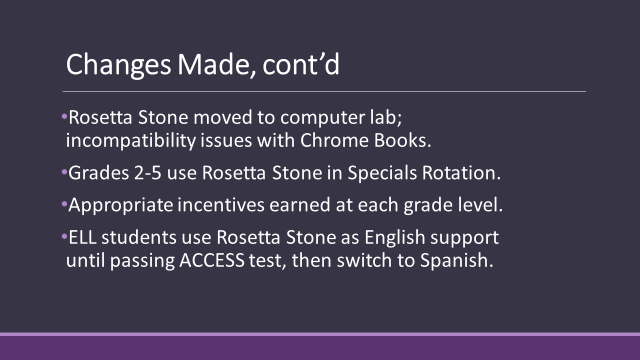 Changes Made, cont’d
•Rosetta Stone moved to computer lab;
incompatibility issues with Chrome Books.
•Grades 2-5 use Rosetta Stone in Specials Rotation.
•Appropriate incentives earned at each grade level.
•ELL students use Rosetta Stone as English support
until passing ACCESS test, then switch to Spanish.